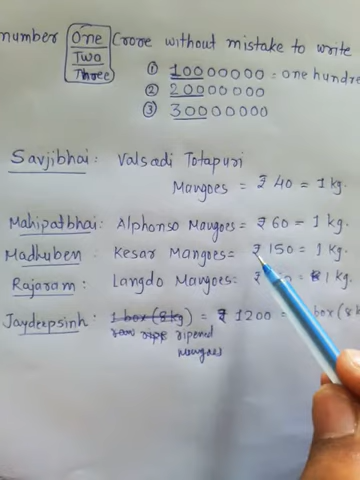 number One Crore without mistake to write
Two
Three
① 10000000 = one hundre
② 20000000
③ 30000000
Savjibhai: Valsadi Totapuri
Mangoes = ₹ 40 = 1 kg.
Mahipatbhai: Alphonso Mangoes = ₹ 60 = 1 kg.
Madhuben: Kesar Mangoes = ₹ 150 = 1 kg.
Rajaram: Langdo Mangoes = ₹ = 1 kg.
Jaydeepsinh: 1 box (8 kg) = ₹ 1200 = box (8 k
ripened
mangoes